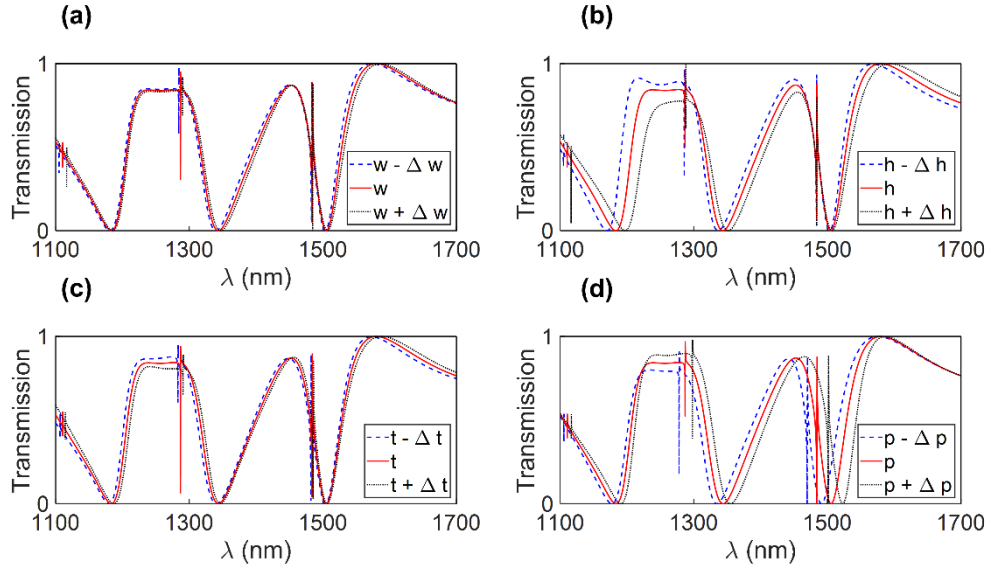 (a)
Transmission
1
0
1100
1300
1500
1700
λ (nm)
w - Δ w
w
w + Δ w
(b)
Transmission
1
0
1100
1300
1500
1700
λ (nm)
h - Δ h
h
h + Δ h
(c)
Transmission
1
0
1100
1300
1500
1700
λ (nm)
t - Δ t
t
t + Δ t
(d)
Transmission
1
0
1100
1300
1500
1700
λ (nm)
p - Δ p
p
p + Δ p